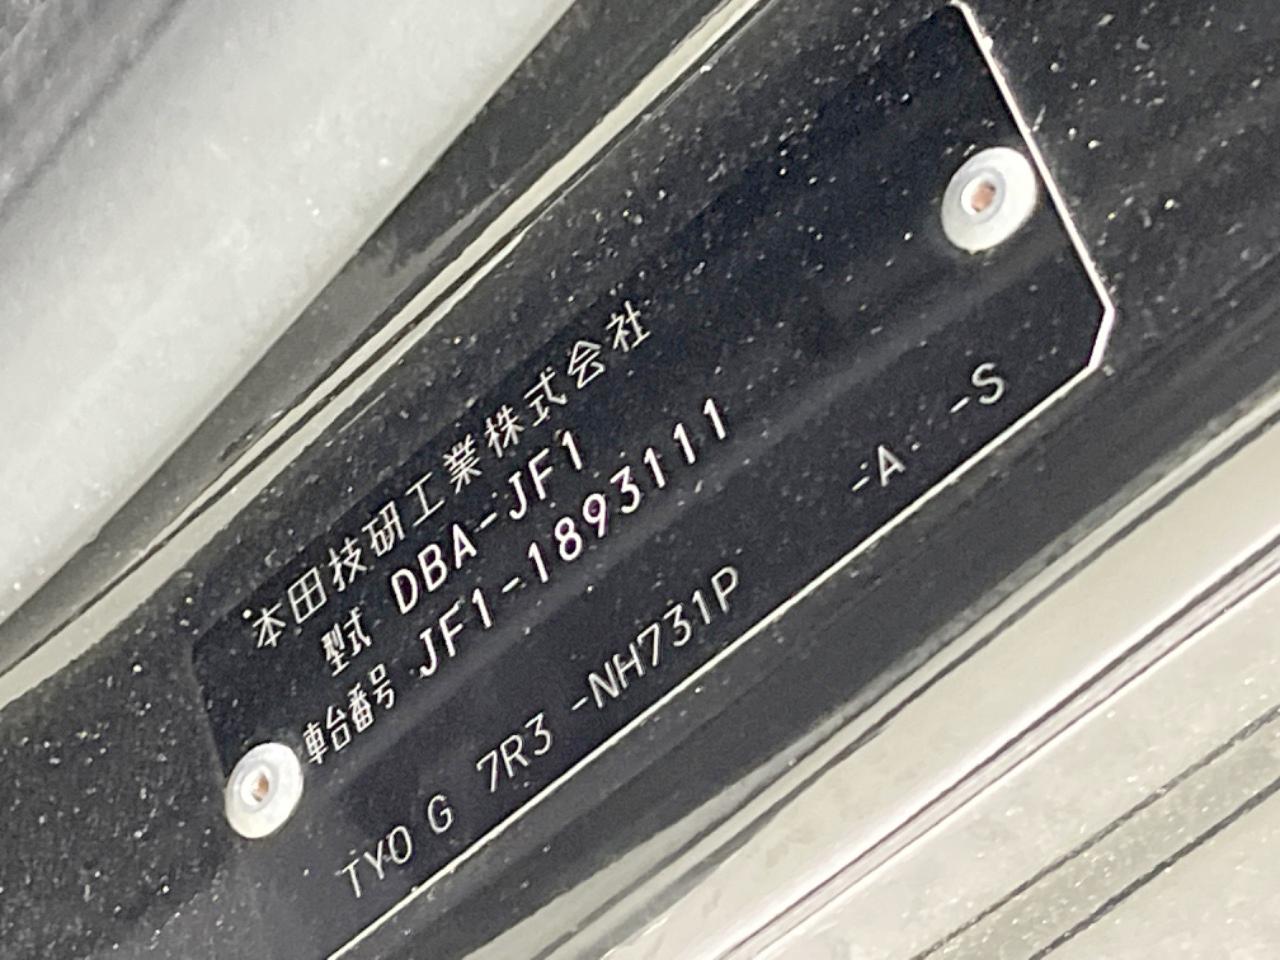 本田技研工業株式会社
型式 DBA-JF1
車台番号 JF1-1893111
TYO G 7R3 -NH731P -A -S